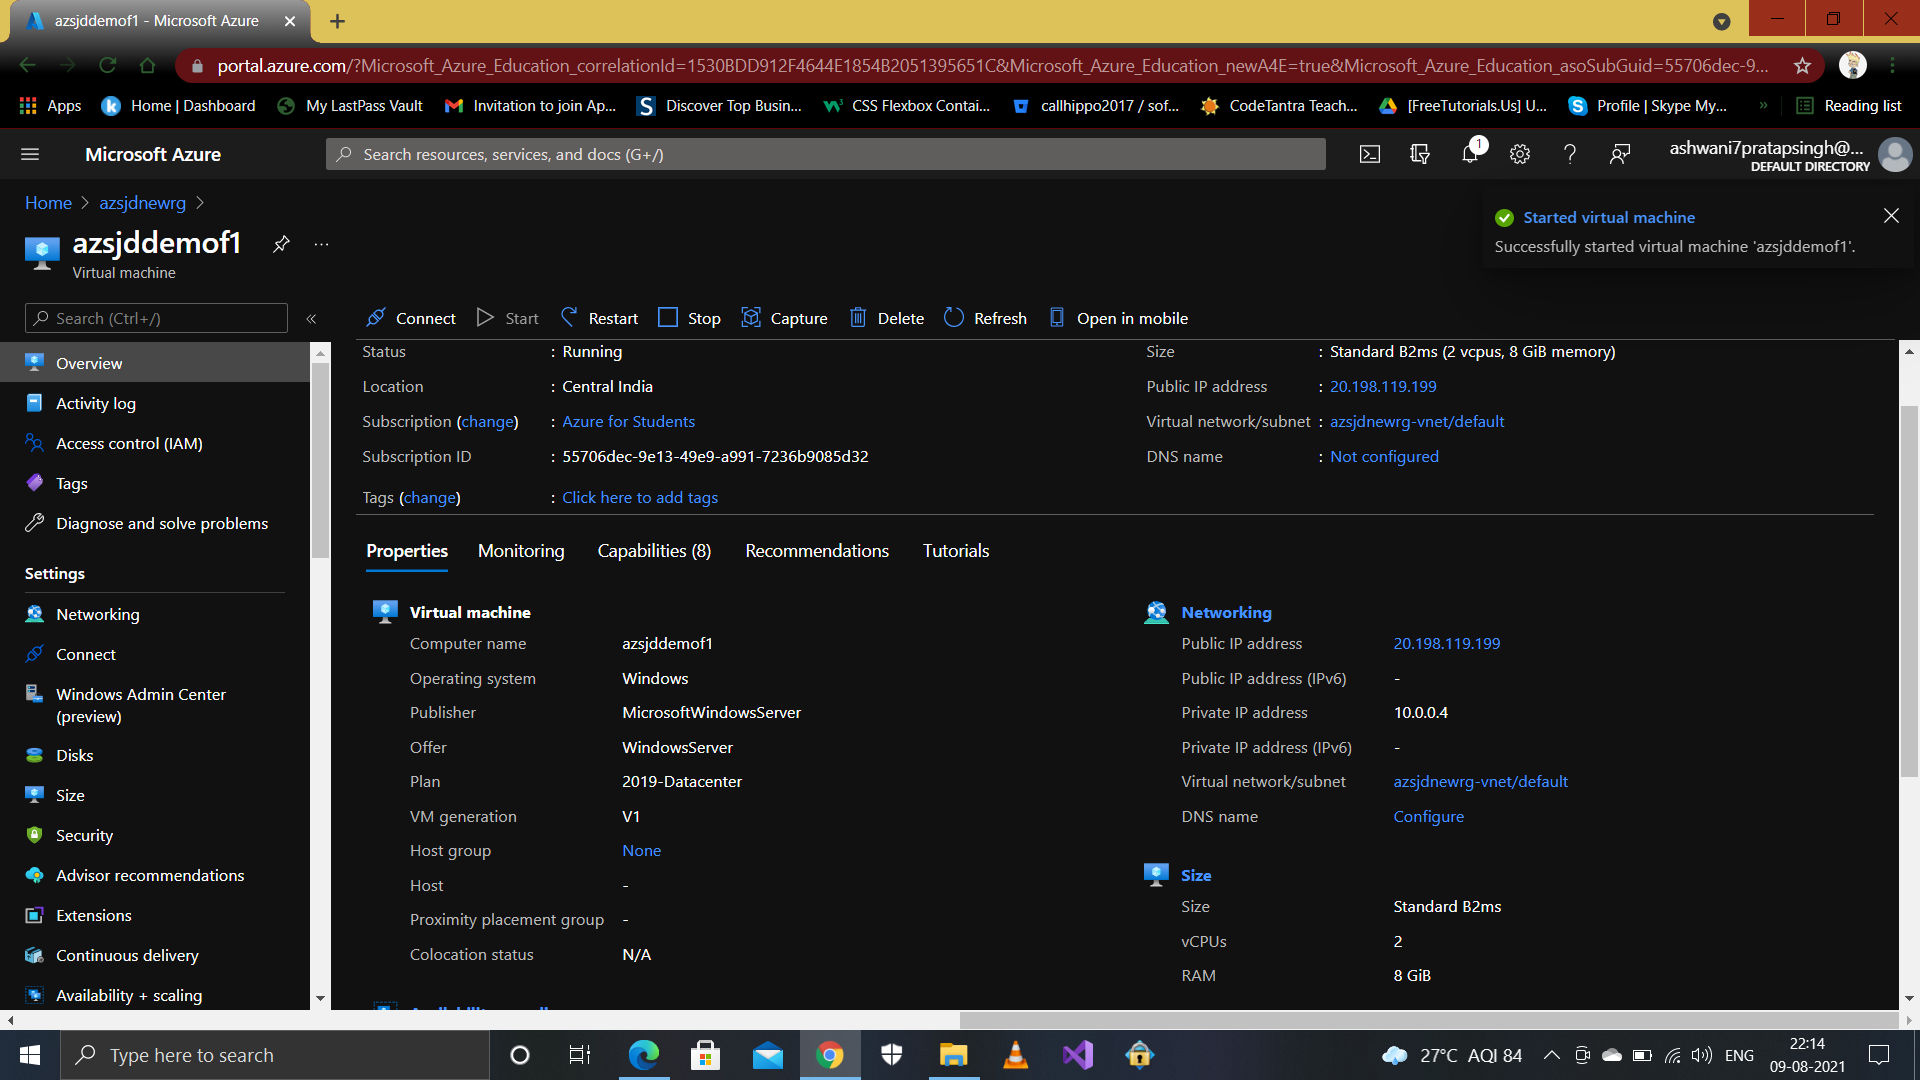 azsjddemof1 - Microsoft Azure
portal.azure.com/?Microsoft_Azure_Education_correlationId=1530BDD912F4644E1854B2051395651C&Microsoft_Azure_Education_newA4E=true&Microsoft_Azure_Education_asoSubGuid=55706dec-9...
Apps Home | Dashboard My LastPass Vault Invitation to join Ap... Discover Top Busin... CSS Flexbox Contai... callhippo2017 / sof... CodeTantra Teach... [FreeTutorials.Us] U... Profile | Skype My... » Reading list
Microsoft Azure
Search resources, services, and docs (G+/)
1
ashwani7pratapsingh@...
DEFAULT DIRECTORY
Home > azsjdnewrg >
azsjddemof1
Virtual machine
Started virtual machine
Successfully started virtual machine 'azsjddemof1'.
Search (Ctrl+/)
Connect Start Restart Stop Capture Delete Refresh Open in mobile
Overview
Activity log
Access control (IAM)
Tags
Diagnose and solve problems
Settings
Networking
Connect
Windows Admin Center
(preview)
Disks
Size
Security
Advisor recommendations
Extensions
Continuous delivery
Availability + scaling
Status : Running
Location : Central India
Subscription (change) : Azure for Students
Subscription ID : 55706dec-9e13-49e9-a991-7236b9085d32
Tags (change) : Click here to add tags
Size : Standard B2ms (2 vcpus, 8 GiB memory)
Public IP address : 20.198.119.199
Virtual network/subnet : azsjdnewrg-vnet/default
DNS name : Not configured
Properties Monitoring Capabilities (8) Recommendations Tutorials
Virtual machine
Computer name azsjddemof1
Operating system Windows
Publisher MicrosoftWindowsServer
Offer WindowsServer
Plan 2019-Datacenter
VM generation V1
Host group None
Host -
Proximity placement group -
Colocation status N/A
Networking
Public IP address 20.198.119.199
Public IP address (IPv6) -
Private IP address 10.0.0.4
Private IP address (IPv6) -
Virtual network/subnet azsjdnewrg-vnet/default
DNS name Configure
Size
Size Standard B2ms
vCPUs 2
RAM 8 GiB
Type here to search
27°C AQI 84
ENG
22:14
09-08-2021